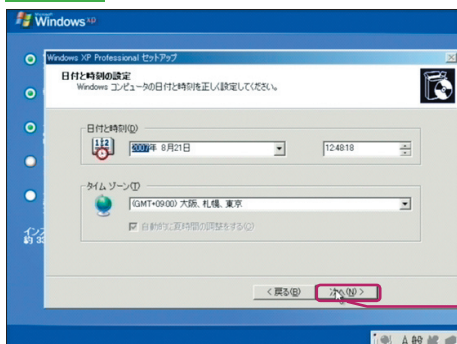 Windows xp
Windows XP Professional セットアップ
日付と時刻の設定
Windows コンピュータの日付と時刻を正しく設定してください。
日付と時刻(D)
2007年 8月21日
12:48:18
タイム ゾーン(T)
(GMT+09:00) 大阪、札幌、東京
自動的に夏時間の調整をする(Q)
< 戻る(B)
次へ(N) >
A 般